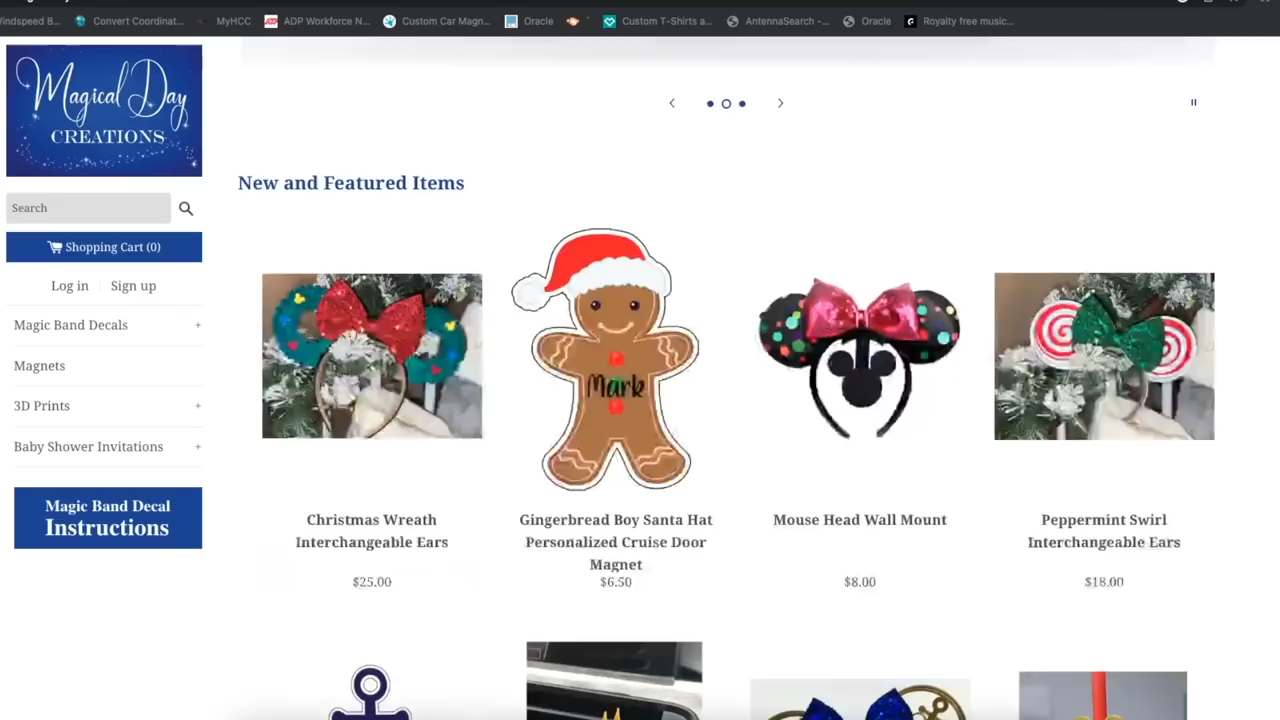 Windspeed B...
Convert Coordinat...
MyHCC
ADP Workforce N...
Custom Car Magn...
Oracle
Custom T-Shirts a...
AntennaSearch -...
Oracle
Royalty free music...
Magical Day
CREATIONS
Search
Shopping Cart (0)
Log in
Sign up
Magic Band Decals +
Magnets
3D Prints +
Baby Shower Invitations +
Magic Band Decal
Instructions
New and Featured Items
Mark
Christmas Wreath
Interchangeable Ears
$25.00
Gingerbread Boy Santa Hat
Personalized Cruise Door
Magnet
$6.50
Mouse Head Wall Mount
$8.00
Peppermint Swirl
Interchangeable Ears
$18.00